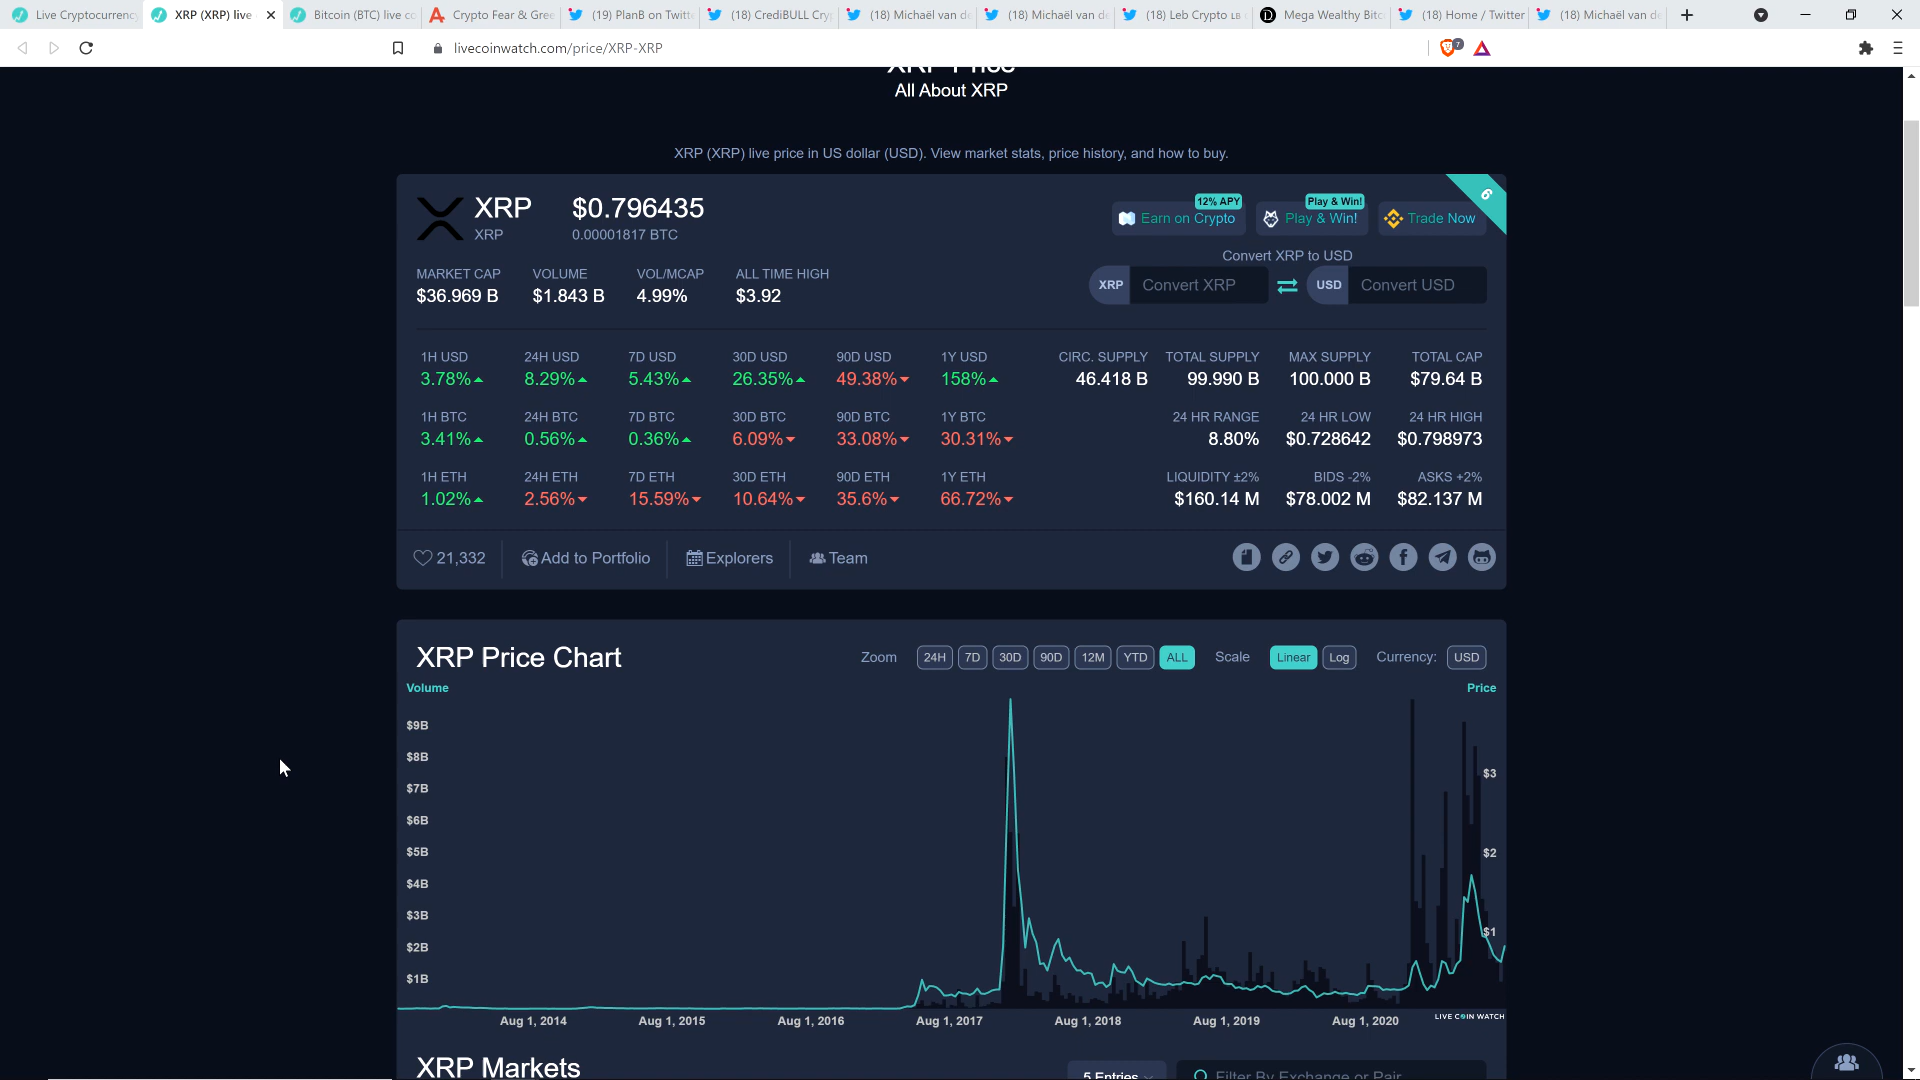 Live Cryptocurrency
XRP (XRP) live
Bitcoin (BTC) live co
Crypto Fear & Gree
(19) PlanB on Twitt
(18) CrediBULL Cry
(18) Michaël van de
(18) Michaël van de
(18) Leb Crypto LB
Mega Wealthy Bitc
(18) Home / Twitter
(18) Michaël van de
livecoinwatch.com/price/XRP-XRP
7
XRP Price
All About XRP
XRP (XRP) live price in US dollar (USD). View market stats, price history, and how to buy.
6
XRP
$0.796435
XRP
0.00001817 BTC
12% APY
Earn on Crypto
Play & Win!
Play & Win!
Trade Now
Convert XRP to USD
XRP Convert XRP
USD Convert USD
MARKET CAP VOLUME VOL/MCAP ALL TIME HIGH
$36.969 B $1.843 B 4.99% $3.92
1H USD 24H USD 7D USD 30D USD 90D USD 1Y USD CIRC. SUPPLY TOTAL SUPPLY MAX SUPPLY TOTAL CAP
3.78% 8.29% 5.43% 26.35% 49.38% 158% 46.418 B 99.990 B 100.000 B $79.64 B
1H BTC 24H BTC 7D BTC 30D BTC 90D BTC 1Y BTC 24 HR RANGE 24 HR LOW 24 HR HIGH
3.41% 0.56% 0.36% 6.09% 33.08% 30.31% 8.80% $0.728642 $0.798973
1H ETH 24H ETH 7D ETH 30D ETH 90D ETH 1Y ETH LIQUIDITY ±2% BIDS -2% ASKS +2%
1.02% 2.56% 15.59% 10.64% 35.6% 66.72% $160.14 M $78.002 M $82.137 M
21,332 Add to Portfolio Explorers Team
XRP Price Chart
Zoom 24H 7D 30D 90D 12M YTD ALL Scale Linear Log Currency: USD
Volume Price
$9B
$8B
$7B
$6B
$5B
$4B
$3B
$2B
$1B
$3
$2
$1
LIVE COIN WATCH
Aug 1, 2014 Aug 1, 2015 Aug 1, 2016 Aug 1, 2017 Aug 1, 2018 Aug 1, 2019 Aug 1, 2020
XRP Markets
5 Entries
Filter By Exchange or Pair